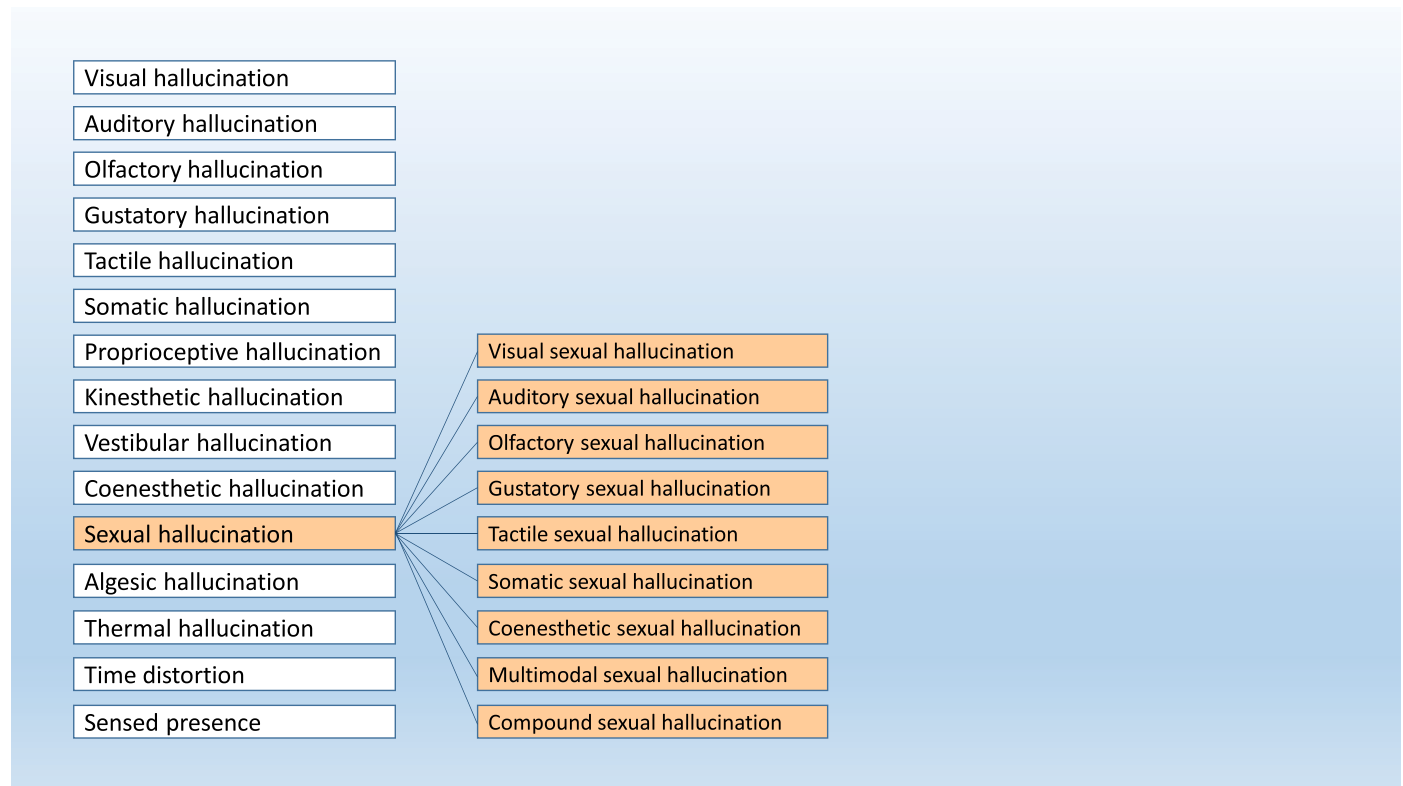 Visual hallucination
Auditory hallucination
Olfactory hallucination
Gustatory hallucination
Tactile hallucination
Somatic hallucination
Proprioceptive hallucination
Kinesthetic hallucination
Vestibular hallucination
Coenesthetic hallucination
Sexual hallucination
Algesic hallucination
Thermal hallucination
Time distortion
Sensed presence
Visual sexual hallucination
Auditory sexual hallucination
Olfactory sexual hallucination
Gustatory sexual hallucination
Tactile sexual hallucination
Somatic sexual hallucination
Coenesthetic sexual hallucination
Multimodal sexual hallucination
Compound sexual hallucination